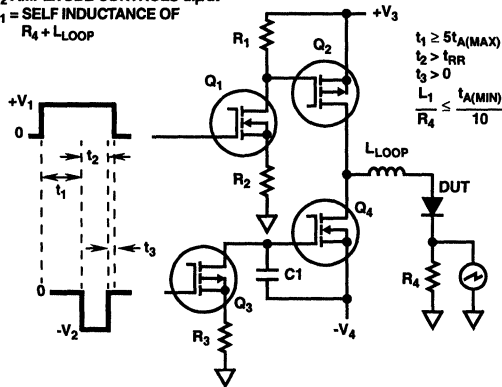 1 = SELF INDUCTANCE OF
R4 + LLOOP
+V1
0
t2
t1
t3
0
-V2
+V3
R1
Q2
Q1
R2
LLOOP
DUT
Q4
C1
Q3
R3
R4
-V4
t1 ≥ 5tA(MAX)
t2 > tRR
t3 > 0
L1/R4 ≤ tA(MIN)/10